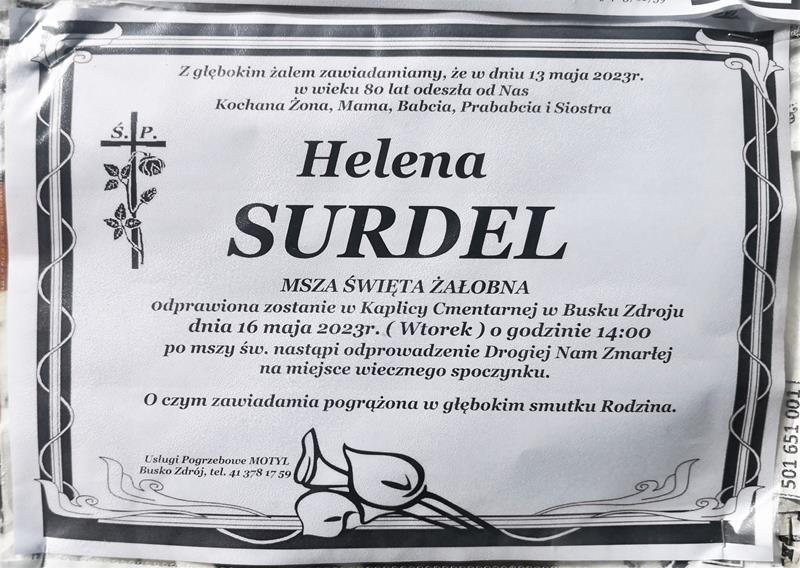 Z głębokim żalem zawiadamiamy, że w dniu 13 maja 2023r.
w wieku 80 lat odeszła od Nas
Kochana Żona, Mama, Babcia, Prababcia i Siostra
Ś. P.
Helena
SURDEL
MSZA ŚWIĘTA ŻAŁOBNA
odprawiona zostanie w Kaplicy Cmentarnej w Busku Zdroju
dnia 16 maja 2023r. ( Wtorek ) o godzinie 14:00
po mszy św. nastąpi odprowadzenie Drogiej Nam Zmarłej
na miejsce wiecznego spoczynku.
O czym zawiadamia pogrążona w głębokim smutku Rodzina.
Usługi Pogrzebowe MOTYL
Busko Zdrój, tel. 41 378 17 59
501 651 001